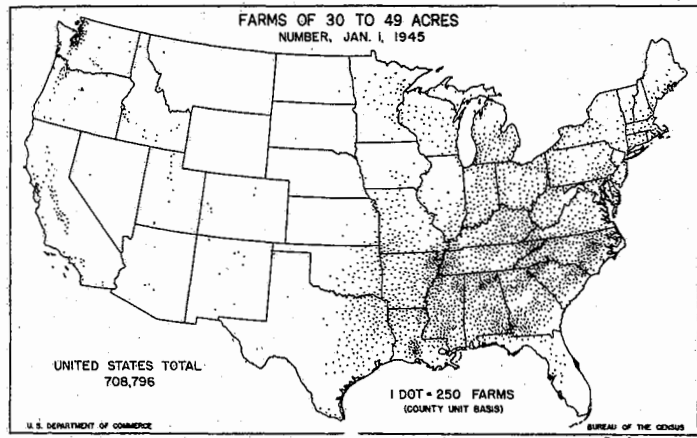 FARMS OF 30 TO 49 ACRES
NUMBER, JAN. 1, 1945
UNITED STATES TOTAL
708,796
1 DOT = 250 FARMS
(COUNTY UNIT BASIS)
U. S. DEPARTMENT OF COMMERCE
BUREAU OF THE CENSUS